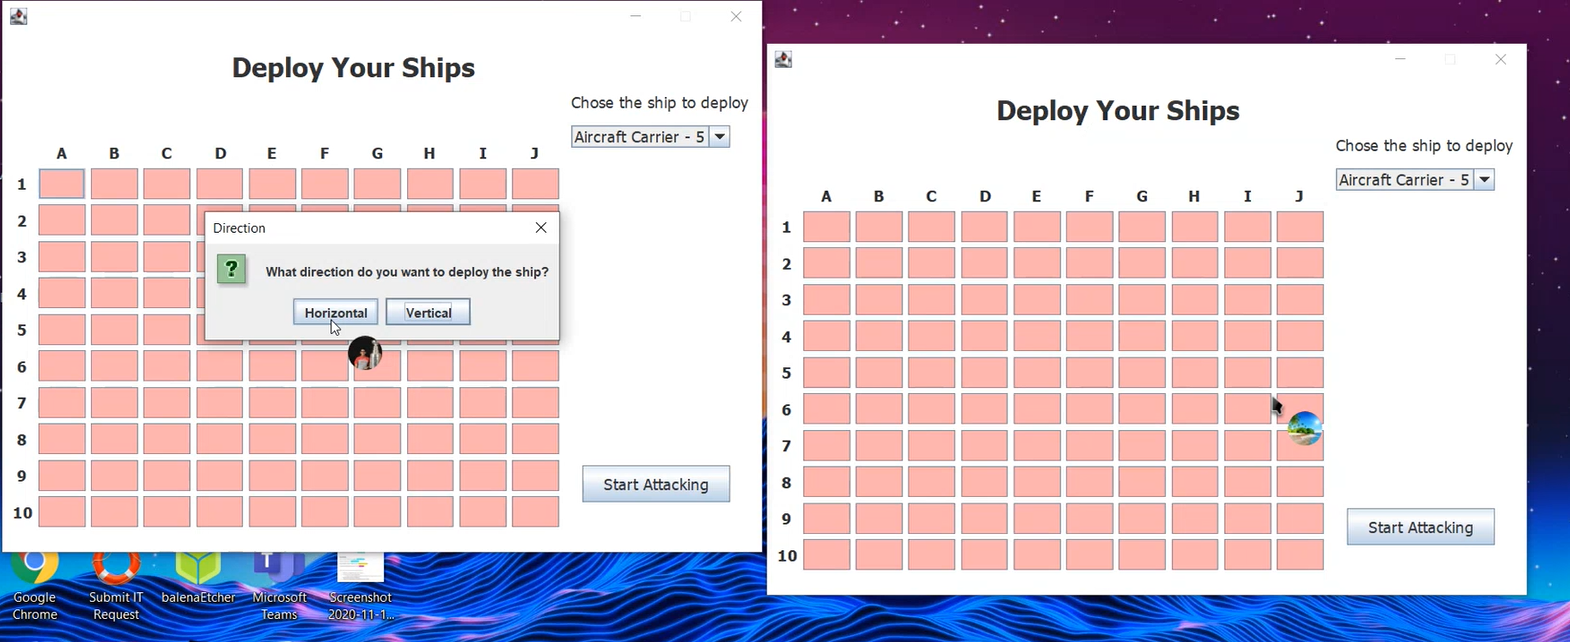 Deploy Your Ships
Chose the ship to deploy
Aircraft Carrier - 5
A B C D E F G H I J
1
2
3
4
5
6
7
8
9
10
Direction
What direction do you want to deploy the ship?
Horizontal Vertical
Start Attacking
Deploy Your Ships
Chose the ship to deploy
Aircraft Carrier - 5
A B C D E F G H I J
1
2
3
4
5
6
7
8
9
10
Start Attacking
Google
Chrome
Submit IT
Request
balenaEtcher
Microsoft
Teams
Screenshot
2020-11-1...